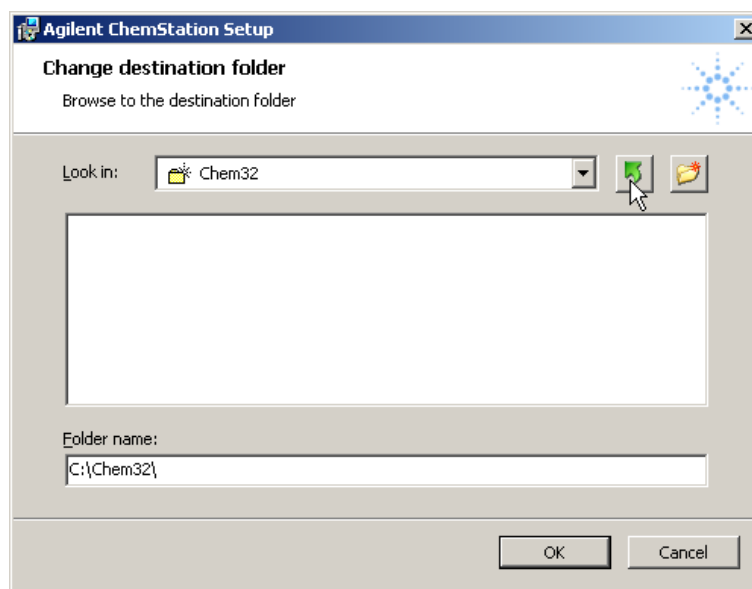 Agilent ChemStation Setup
Change destination folder
Browse to the destination folder
Look in: Chem32
Folder name:
C:\Chem32\
OK Cancel